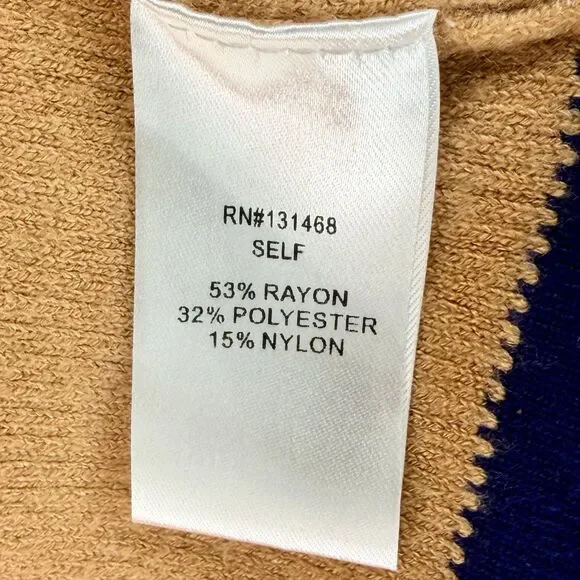 RN#131468
SELF
53% RAYON
32% POLYESTER
15% NYLON